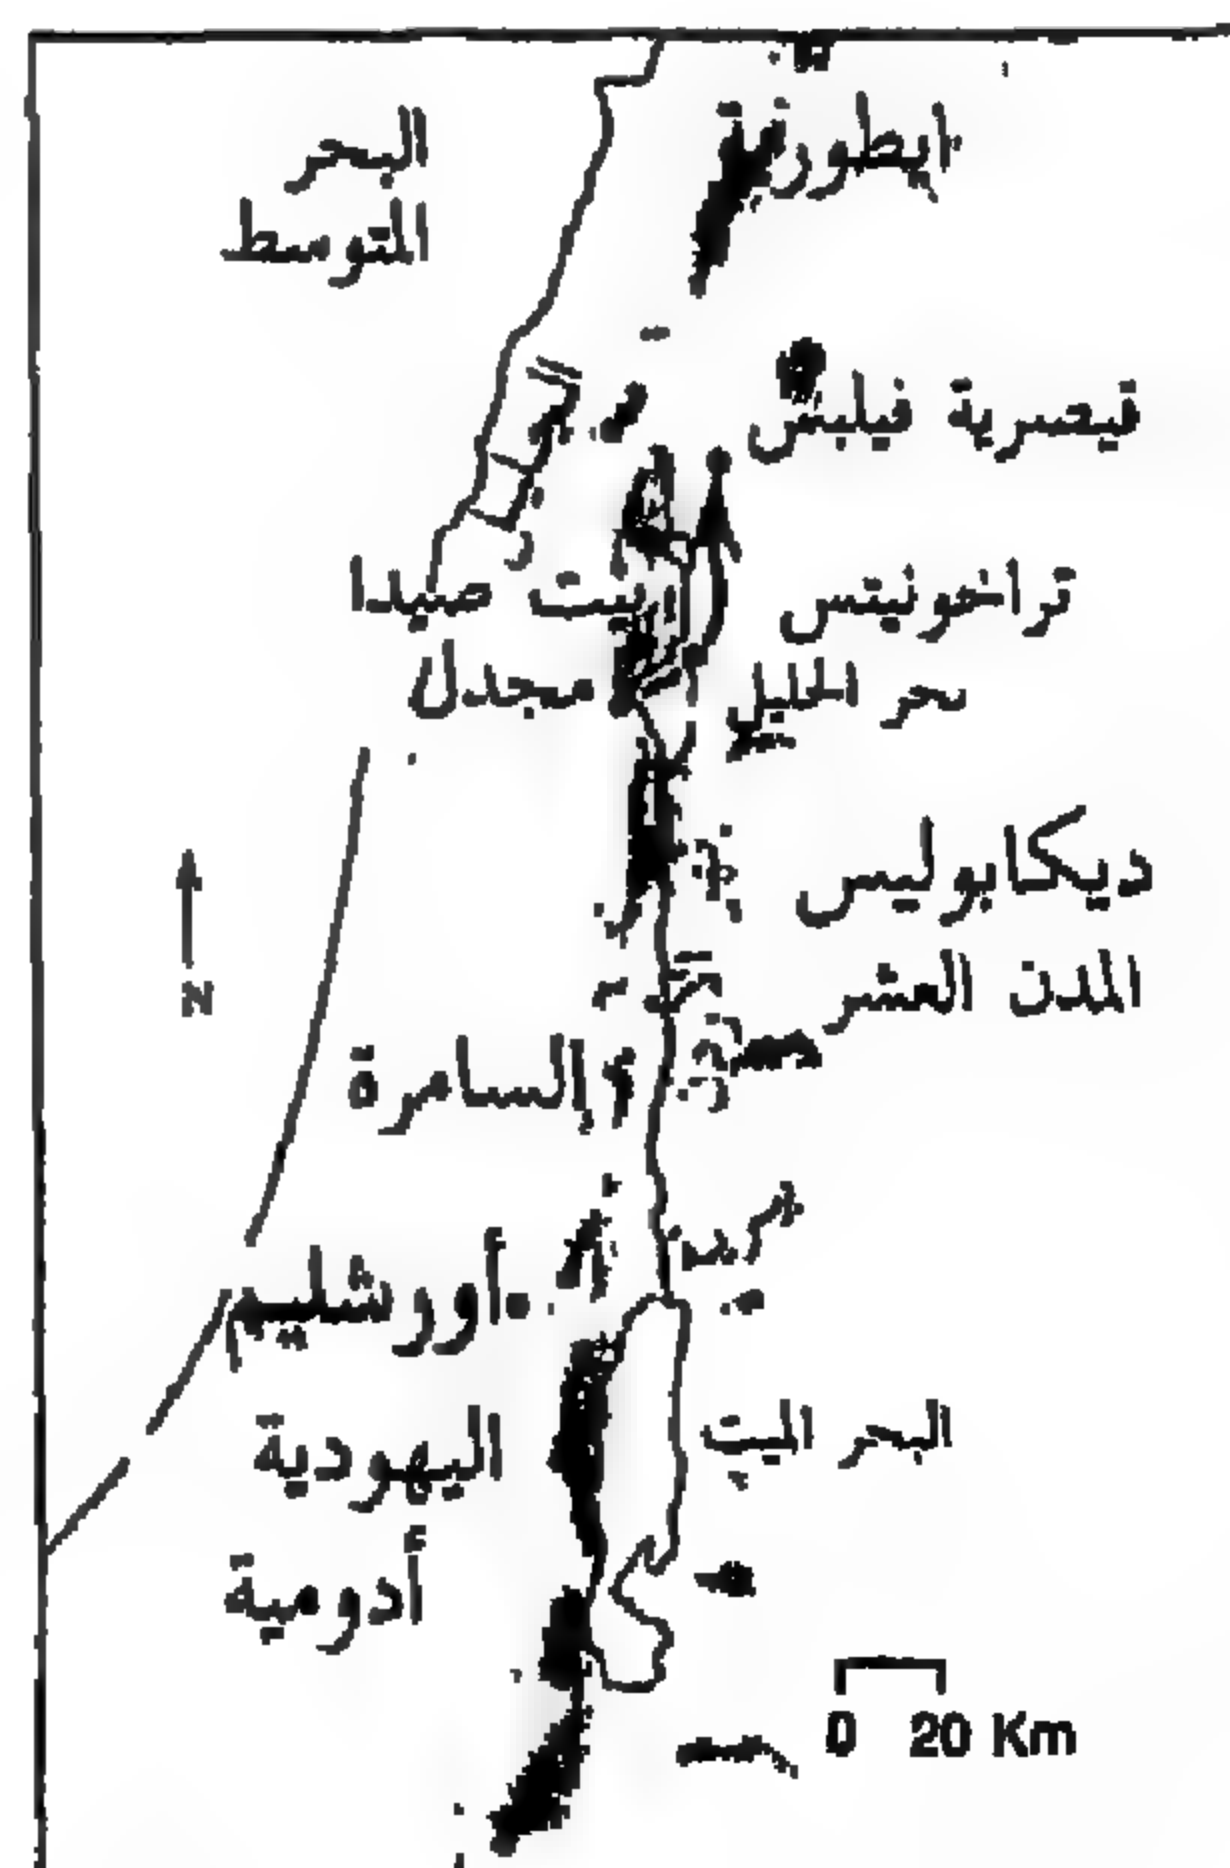 البحر
المتوسط
ايطورية
قيصرية فيلبس
بيت صيدا
تراخونيتس
مجدل
بحر الجليل
ديكابوليس
المدن العشر
N
السامرة
أورشليم
اليهودية
البحر الميت
أدومية
0 20 Km